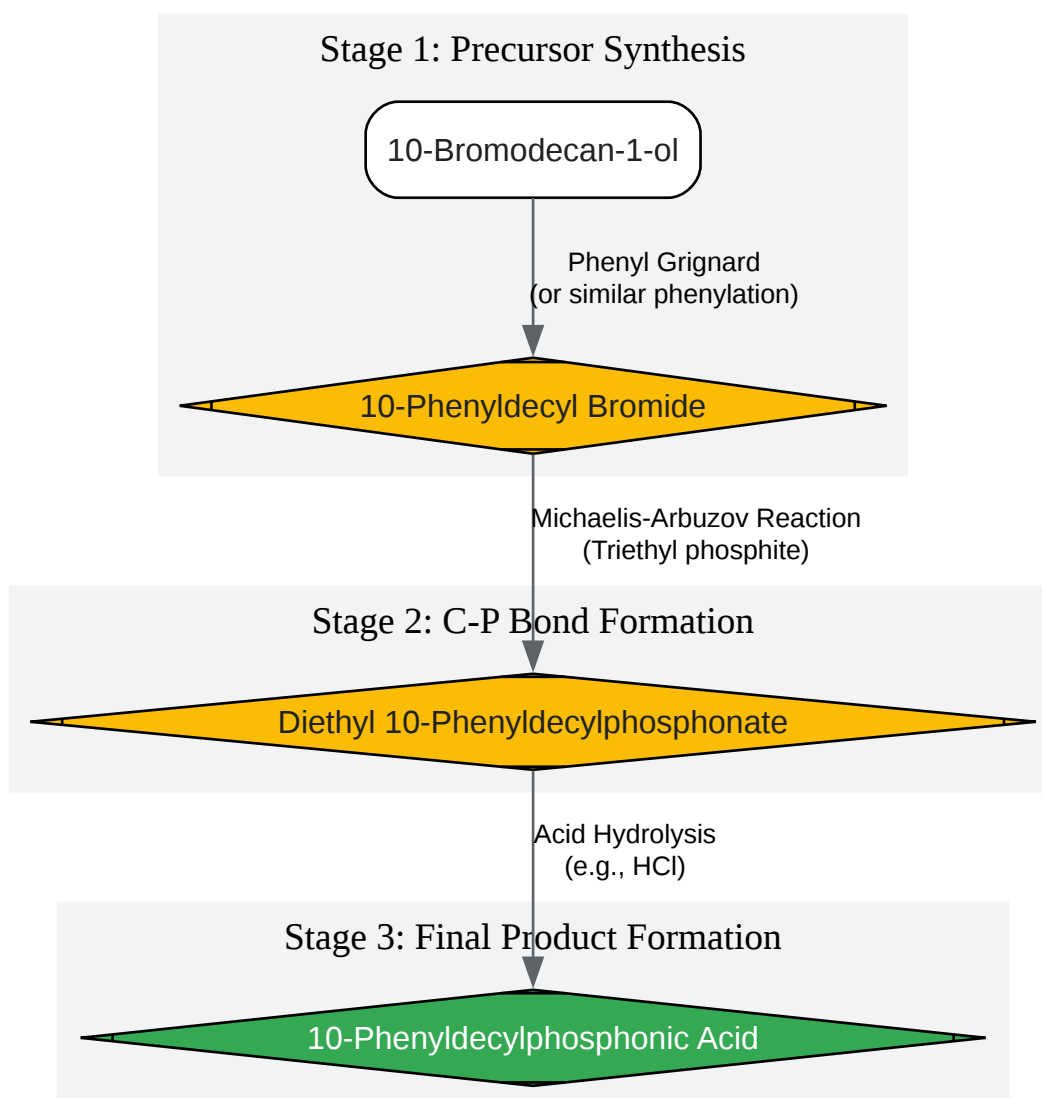 Stage 1: Precursor Synthesis
10-Bromodecan-1-ol
Phenyl Grignard
(or similar phenylation)
10-Phenyldecyl Bromide
Michaelis-Arbuzov Reaction
(Triethyl phosphite)
Stage 2: C-P Bond Formation
Diethyl 10-Phenyldecylphosphonate
Acid Hydrolysis
(e.g., HCl)
Stage 3: Final Product Formation
10-Phenyldecylphosphonic Acid